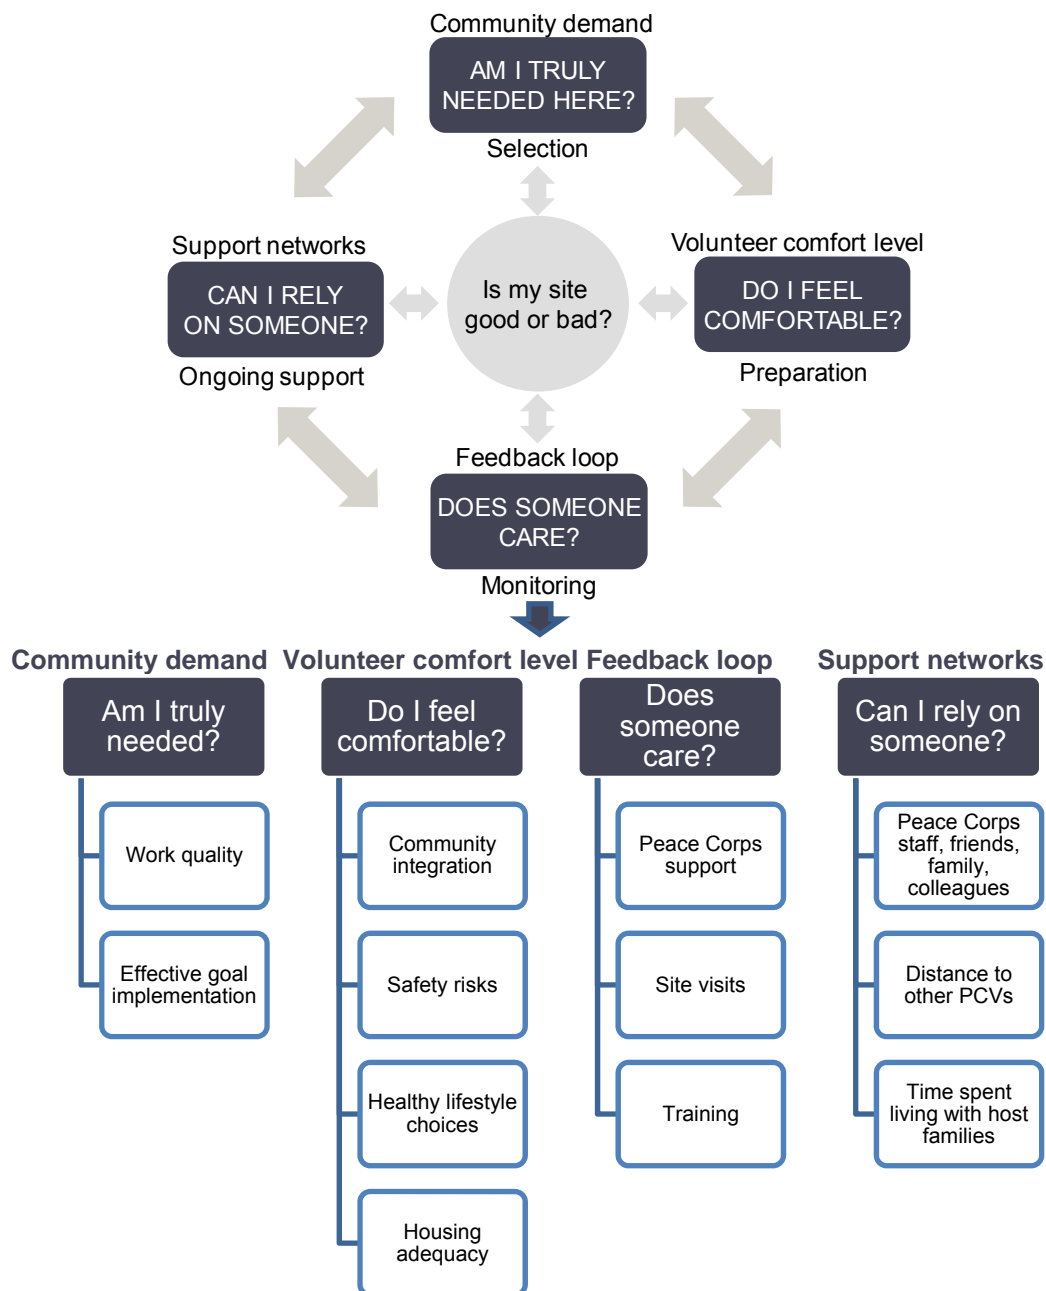 Community demand
AM I TRULY
NEEDED HERE?
Selection
Support networks
CAN I RELY
ON SOMEONE?
Ongoing support
Is my site
good or bad?
Volunteer comfort level
DO I FEEL
COMFORTABLE?
Preparation
Feedback loop
DOES SOMEONE
CARE?
Monitoring
Community demand
Am I truly
needed?
Work quality
Effective goal
implementation
Volunteer comfort level
Do I feel
comfortable?
Community
integration
Safety risks
Healthy lifestyle
choices
Housing
adequacy
Feedback loop
Does
someone
care?
Peace Corps
support
Site visits
Training
Support networks
Can I rely on
someone?
Peace Corps
staff, friends,
family,
colleagues
Distance to
other PCVs
Time spent
living with host
families